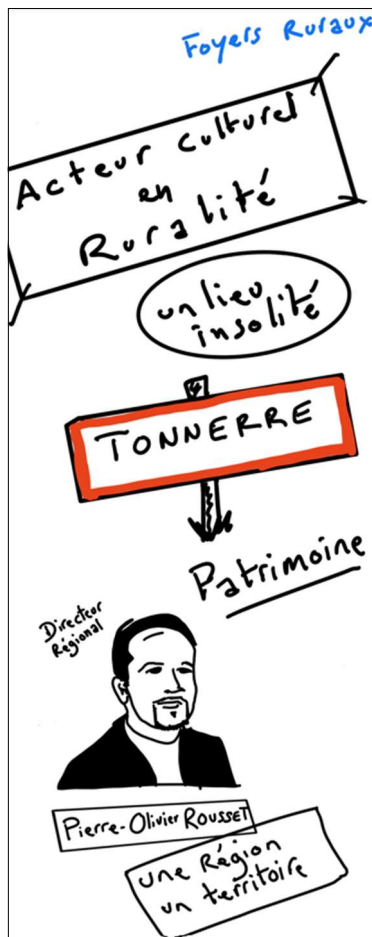 Foyers Ruraux
Acteur culturel
en
Ruralité
un lieu
insolité
TONNERRE
Patrimoine
Directeur
Régional
Pierre-Olivier ROUSSET
une Région
un territoire